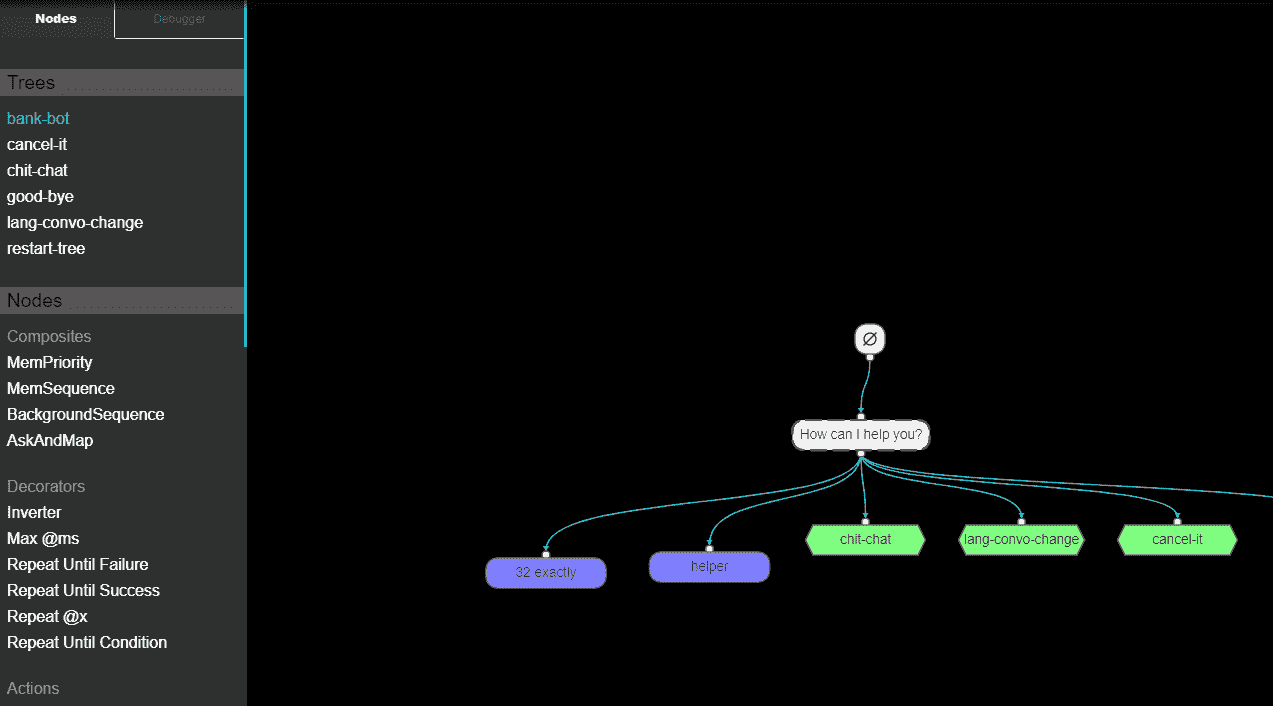 Nodes
Debugger
Trees
bank-bot
cancel-it
chit-chat
good-bye
lang-convo-change
restart-tree
Nodes
Composites
MemPriority
MemSequence
BackgroundSequence
AskAndMap
Decorators
Inverter
Max @ms
Repeat Until Failure
Repeat Until Success
Repeat @x
Repeat Until Condition
Actions
∅
How can I help you?
32 exactly
helper
chit-chat
lang-convo-change
cancel-it